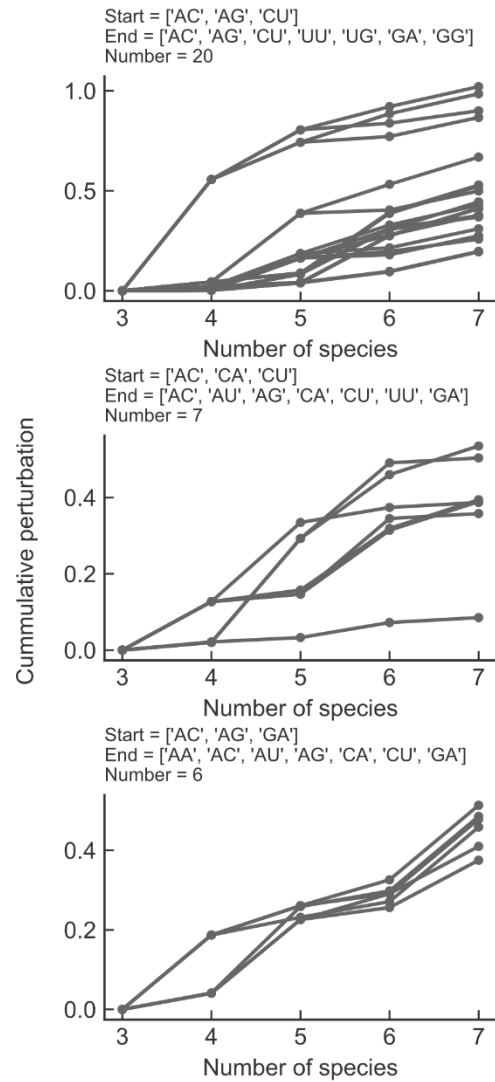 Start = ['AC', 'AG', 'CU']
End = ['AC', 'AG', 'CU', 'UU', 'UG', 'GA', 'GG']
Number = 20
1.0
0.5
0.0
3 4 5 6 7
Number of species
Start = ['AC', 'CA', 'CU']
End = ['AC', 'AU', 'AG', 'CA', 'CU', 'UU', 'GA']
Number = 7
Cummulative perturbation
0.4
0.2
0.0
3 4 5 6 7
Number of species
Start = ['AC', 'AG', 'GA']
End = ['AA', 'AC', 'AU', 'AG', 'CA', 'CU', 'GA']
Number = 6
0.4
0.2
0.0
3 4 5 6 7
Number of species